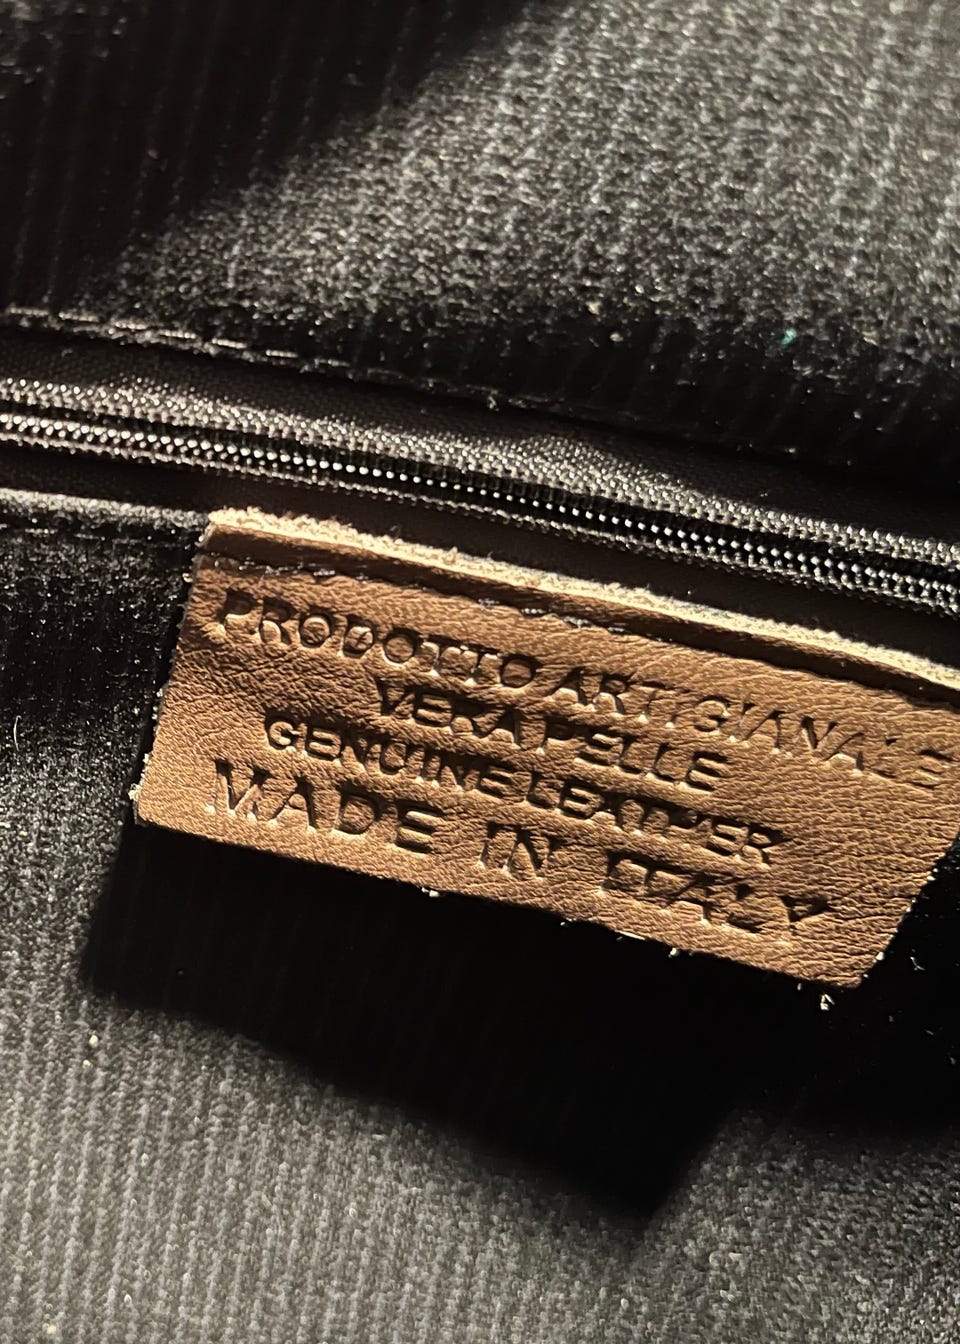 PRODOTTO ARTIGIANALE
VERA PELLE
GENUINE LEATHER
MADE IN ITALY